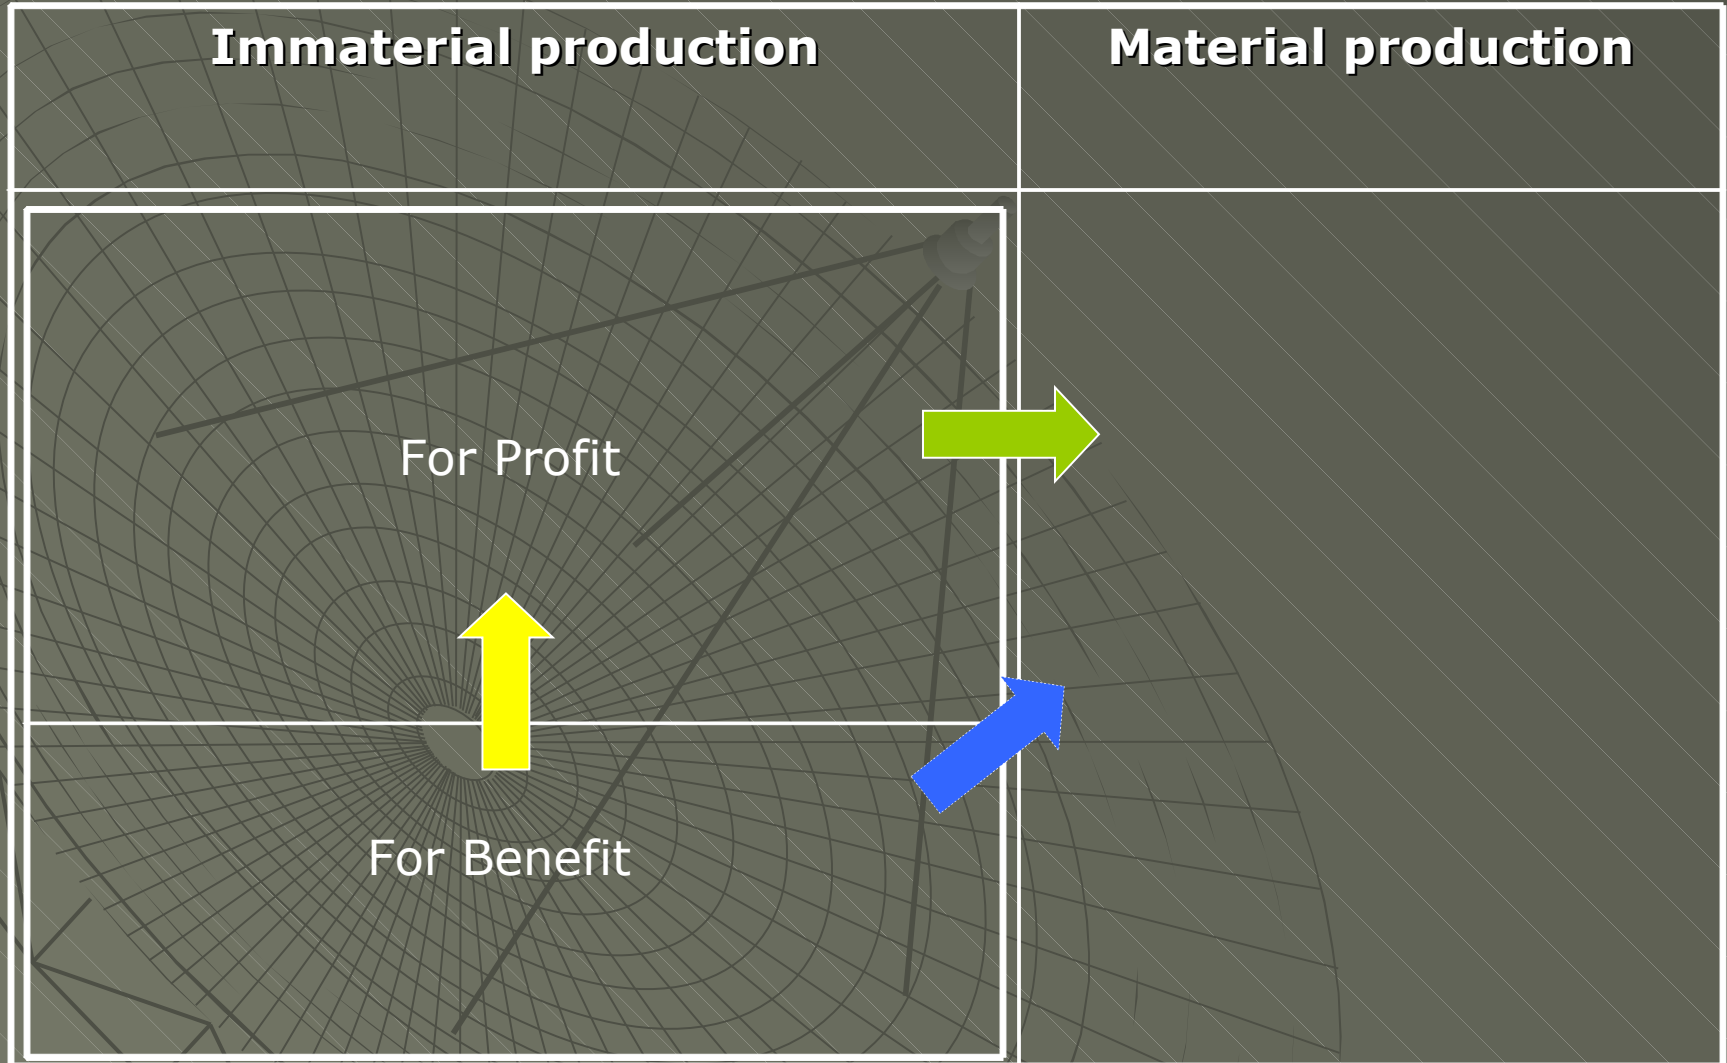 Immaterial production
Material production
For Profit
For Benefit